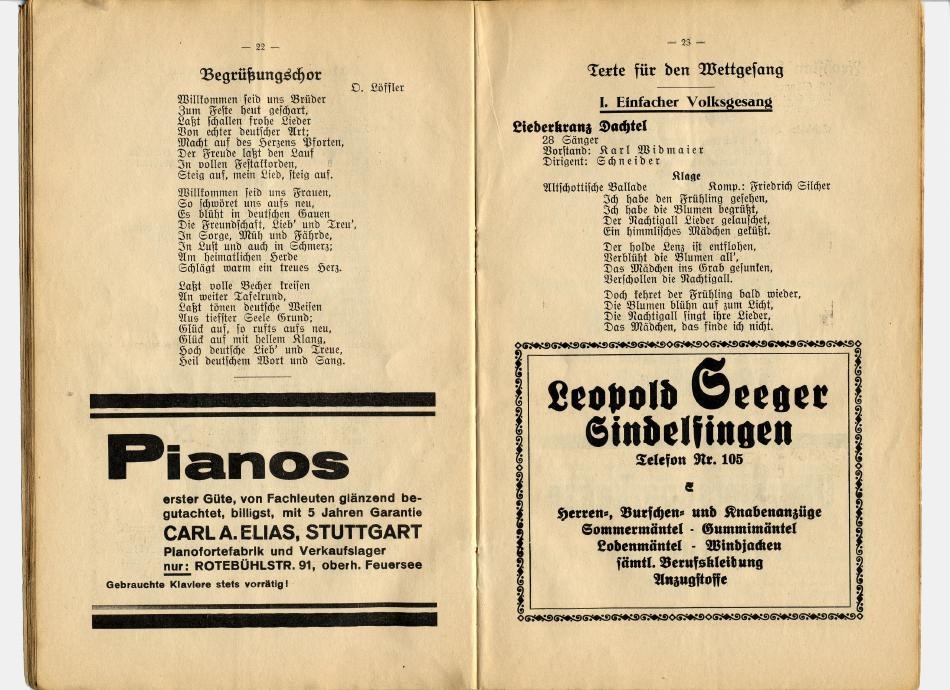 — 22 —
Begrüßungschor
O. Löffler
Willkommen seid uns Brüder
Zum Feste heut geschart,
Laßt schallen frohe Lieder
Von echter deutscher Art;
Macht auf des Herzens Pforten,
Der Freude laßt den Lauf
In vollen Festakkorden,
Steig auf, mein Lied, steig auf.
Willkommen seid uns Frauen,
So schwöret uns aufs neu,
Es blüht in deutschen Gauen
Die Freundschaft, Lieb' und Treu',
In Sorge, Müh und Fährde,
In Lust und auch in Schmerz;
Am heimatlichen Herde
Schlägt warm ein treues Herz.
Laßt volle Becher kreisen
An weiter Tafelrund,
Laßt tönen deutsche Weisen
Aus tiefster Seele Grund;
Glück auf, so rufts aufs neu,
Glück auf mit hellem Klang,
Hoch deutsche Lieb' und Treue,
Heil deutschem Wort und Sang.
Pianos
erster Güte, von Fachleuten glänzend be-
gutachtet, billigst, mit 5 Jahren Garantie
CARL A. ELIAS, STUTTGART
Pianofortefabrik und Verkaufslager
nur: ROTEBÜHLSTR. 91, oberh. Feuersee
Gebrauchte Klaviere stets vorrätig!
— 23 —
Texte für den Wettgesang
I. Einfacher Volksgesang
Liederkranz Dachtel
28 Sänger
Vorstand: Karl Widmaier
Dirigent: Schneider
Klage
Altschottische Ballade Komp.: Friedrich Silcher
Ich habe den Frühling gesehen,
Ich habe die Blumen begrüßt,
Der Nachtigall Lieder gelauschet,
Ein himmlisches Mädchen geküßt.
Der holde Lenz ist entflohen,
Verblüht die Blumen all',
Das Mädchen ins Grab gesunken,
Verschollen die Nachtigall.
Doch kehret der Frühling bald wieder,
Die Blumen blühn auf zum Licht,
Die Nachtigall singt ihre Lieder,
Das Mädchen, das finde ich nicht.
Leopold Seeger
Sindelfingen
Telefon Nr. 105
Herren-, Burschen- und Knabenanzüge
Sommermäntel - Gummimäntel
Lodenmäntel - Windjacken
sämtl. Berufskleidung
Anzugstoffe